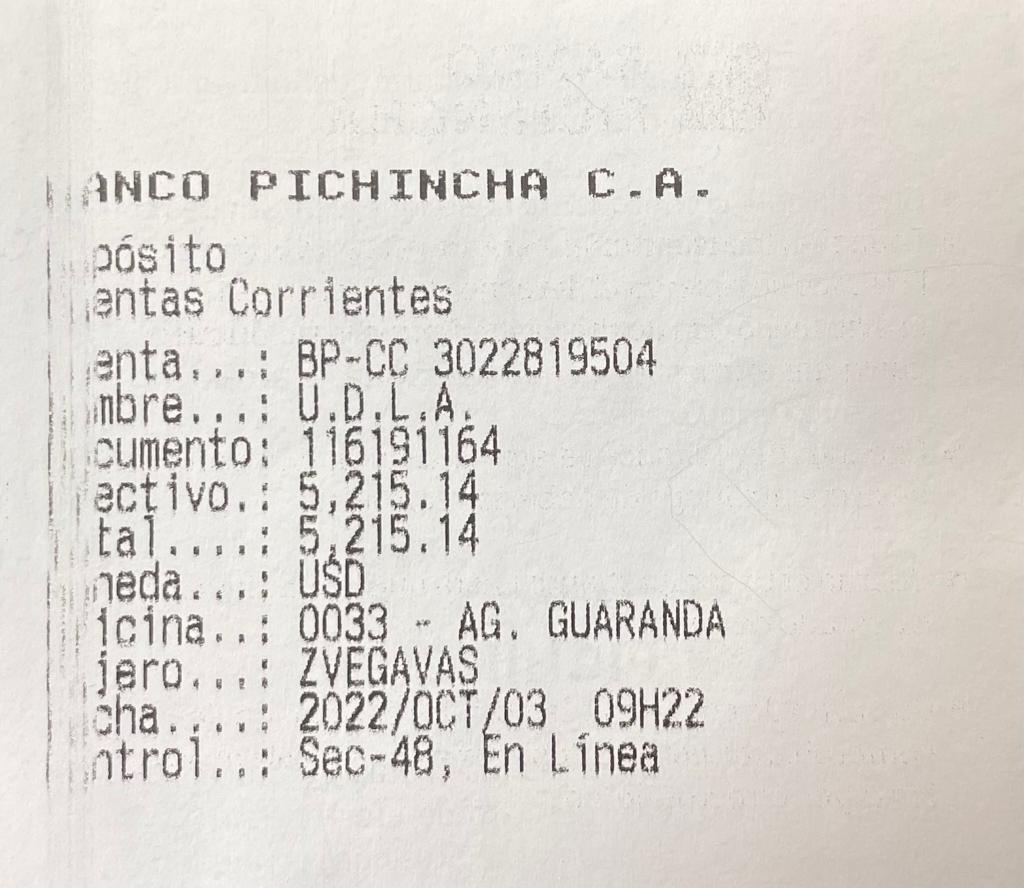 ANCO PICHINCHA C.A.
pósito
entas Corrientes
enta...: BP-CC 3022819504
mbre...: U.D.L.A.
cumento: 116191164
ectivo.: 5,215.14
tal....: 5,215.14
neda...: USD
icina..: 0033 - AG. GUARANDA
jero...: ZVEGAVAS
cha....: 2022/OCT/03 09H22
ntrol..: Sec-48, En Línea